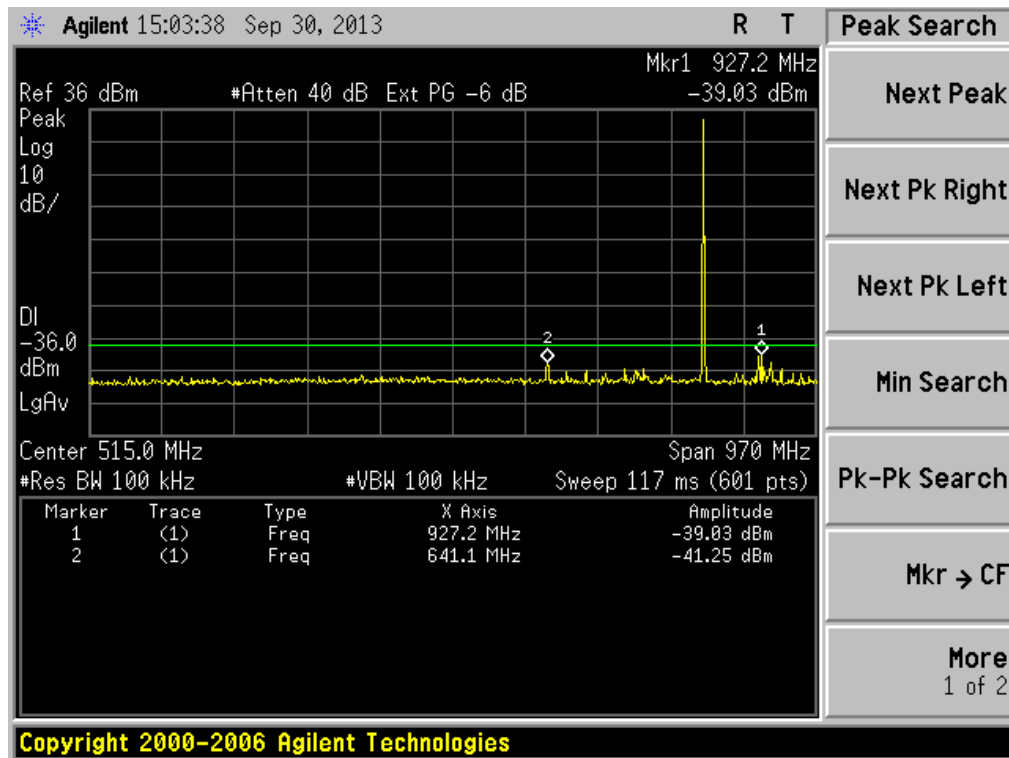 Agilent 15:03:38 Sep 30, 2013 R T
Peak Search
Mkr1 927.2 MHz
Ref 36 dBm #Atten 40 dB Ext PG -6 dB -39.03 dBm
Peak
Log
10
dB/
DI
-36.0
dBm
LgAv
2
1
Center 515.0 MHz Span 970 MHz
#Res BW 100 kHz #VBW 100 kHz Sweep 117 ms (601 pts)
Marker Trace Type X Axis Amplitude
1 (1) Freq 927.2 MHz -39.03 dBm
2 (1) Freq 641.1 MHz -41.25 dBm
Next Peak
Next Pk Right
Next Pk Left
Min Search
Pk-Pk Search
Mkr → CF
More
1 of 2
Copyright 2000-2006 Agilent Technologies